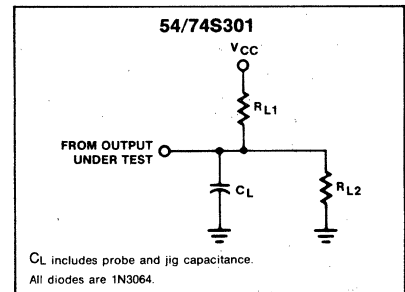 54/74S301
VCC
RL1
FROM OUTPUT
UNDER TEST
CL
RL2
CL includes probe and jig capacitance.
All diodes are 1N3064.